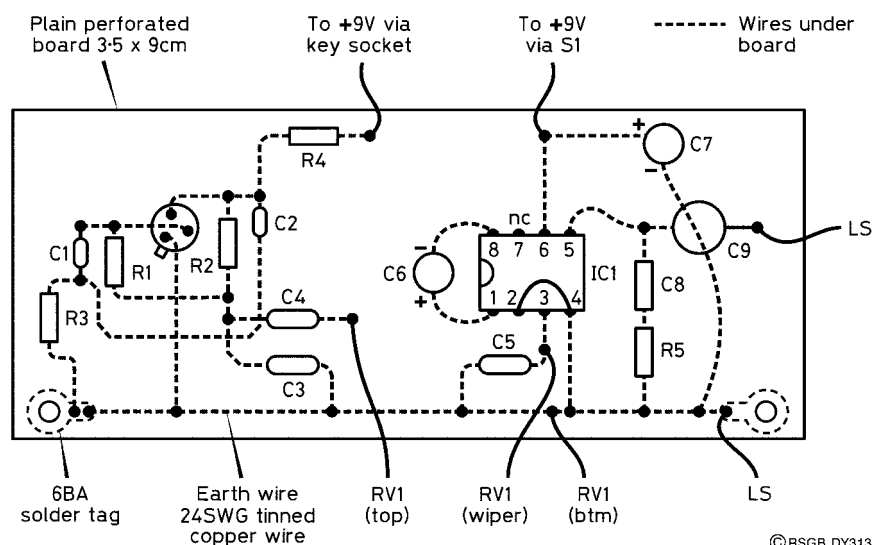 Plain perforated
board 3·5 x 9cm
To +9V via
key socket
To +9V
via S1
Wires under
board
R4
+
C7
−
C2
nc
8 7 6 5
C1
R1
R2
−
C6
+
IC1
C9
LS
1 2 3 4
C8
R3
C4
C5
R5
C3
6BA
solder tag
Earth wire
24SWG tinned
copper wire
RV1
(top)
RV1
(wiper)
RV1
(btm)
LS
©RSGB DY313